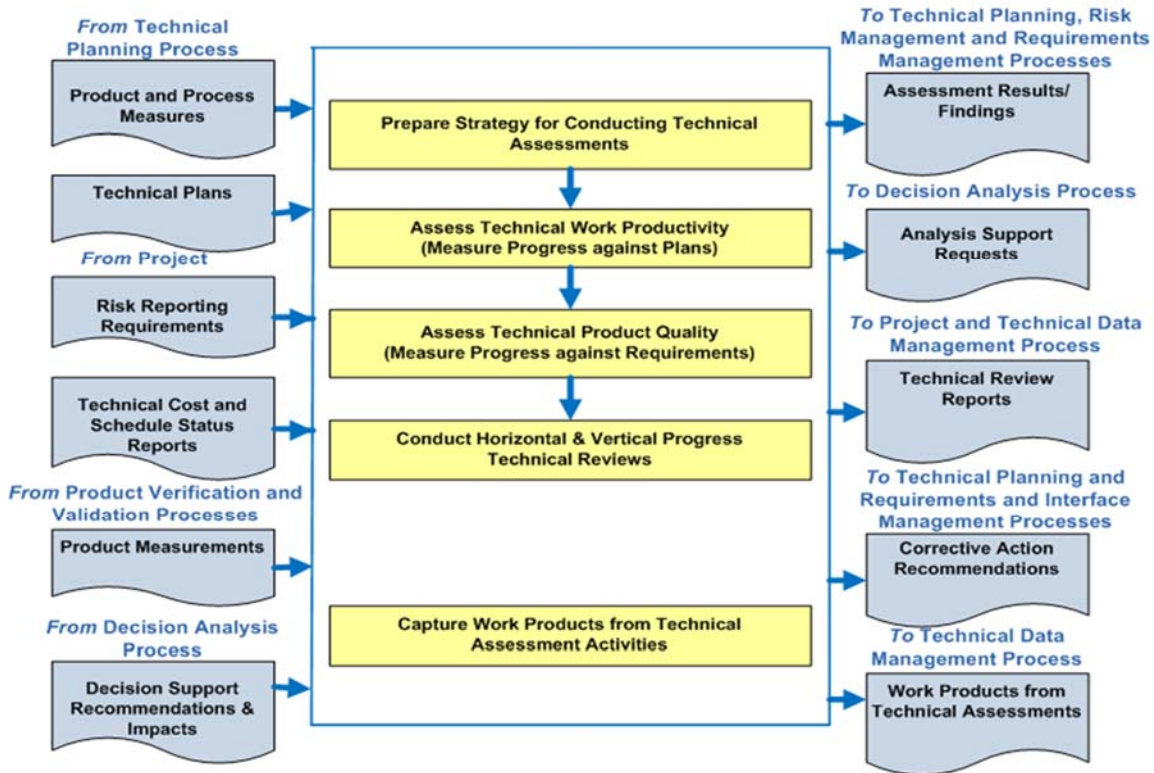 From Technical
Planning Process
Product and Process
Measures
Technical Plans
From Project
Risk Reporting
Requirements
Technical Cost and
Schedule Status
Reports
From Product Verification and
Validation Processes
Product Measurements
From Decision Analysis
Process
Decision Support
Recommendations &
Impacts
Prepare Strategy for Conducting Technical
Assessments
Assess Technical Work Productivity
(Measure Progress against Plans)
Assess Technical Product Quality
(Measure Progress against Requirements)
Conduct Horizontal & Vertical Progress
Technical Reviews
Capture Work Products from Technical
Assessment Activities
To Technical Planning, Risk
Management and Requirements
Management Processes
Assessment Results/
Findings
To Decision Analysis Process
Analysis Support
Requests
To Project and Technical Data
Management Process
Technical Review
Reports
To Technical Planning and
Requirements and Interface
Management Processes
Corrective Action
Recommendations
To Technical Data
Management Process
Work Products from
Technical Assessments